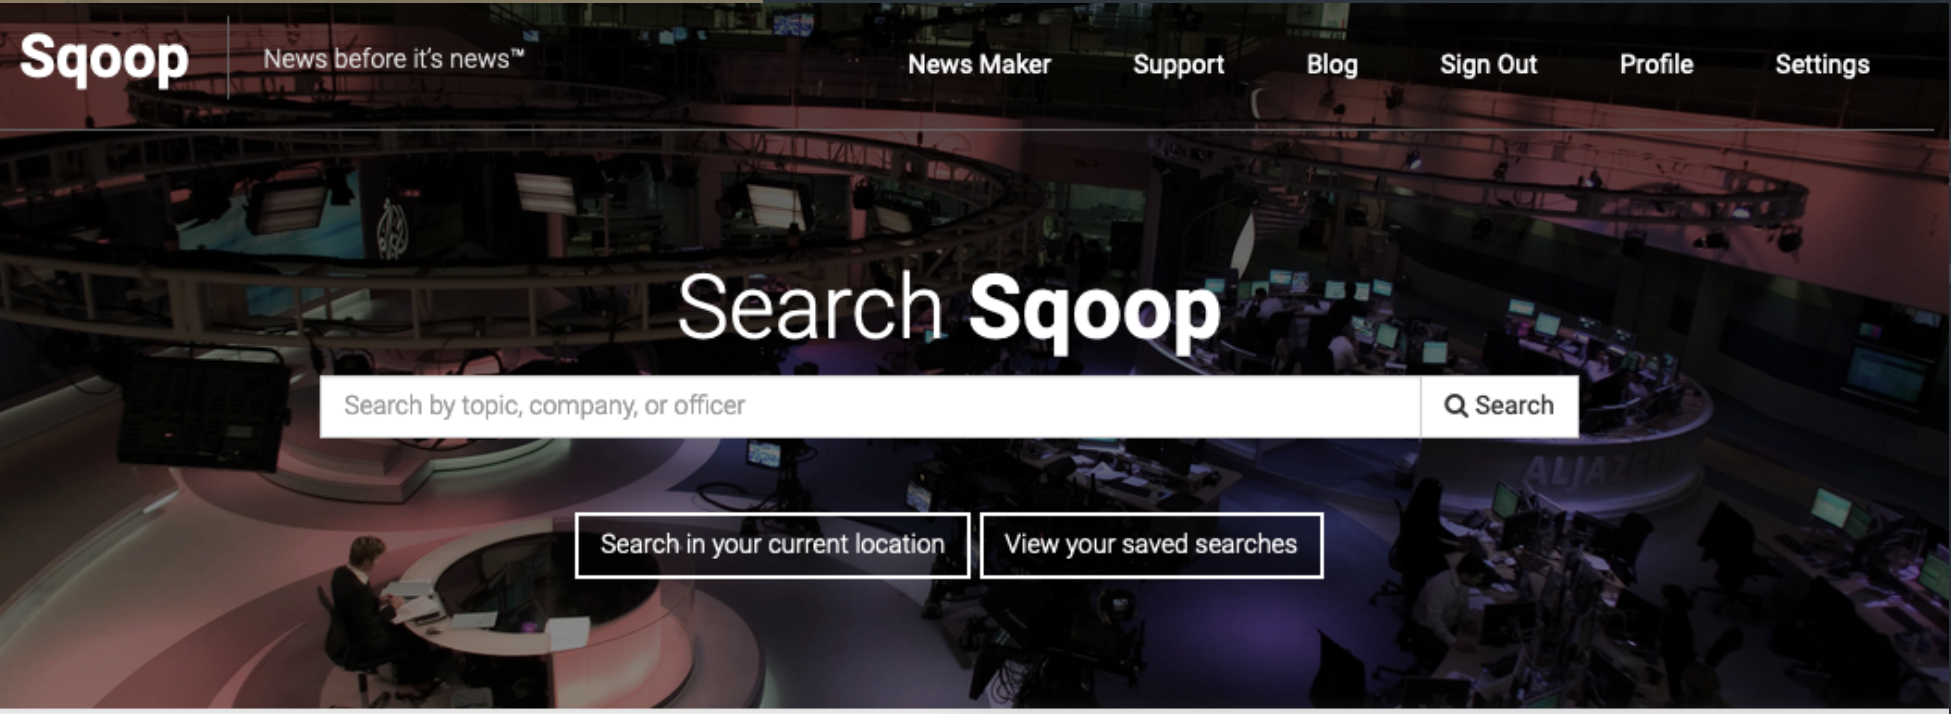 Sqoop
News before it's news™
News Maker
Support
Blog
Sign Out
Profile
Settings
Search Sqoop
Search by topic, company, or officer
Search
Search in your current location
View your saved searches